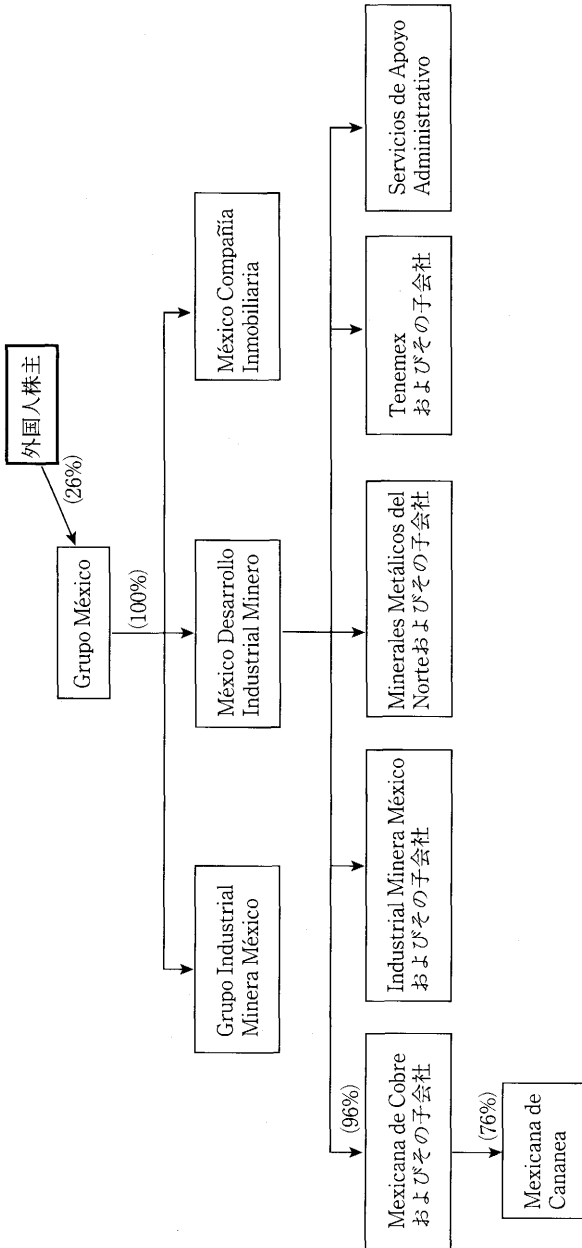 外国人株主
(26%)
Grupo México
(100%)
Grupo Industrial
Minera México
México Desarrollo
Industrial Minero
México Compañía
Inmobiliaria
(96%)
Mexicana de Cobre
およびその子会社
Industrial Minera México
およびその子会社
Minerales Metálicos del
Norteおよびその子会社
Tenemex
およびその子会社
Servicios de Apoyo
Administrativo
(76%)
Mexicana de
Cananea